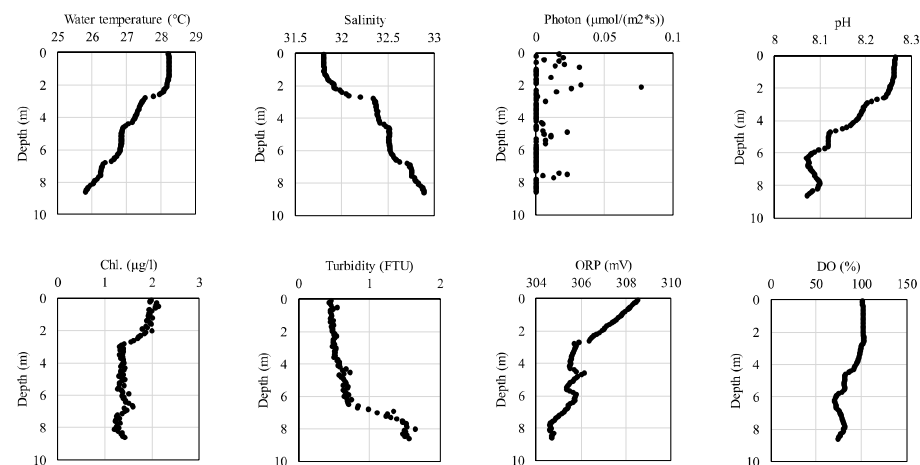 Water temperature (°C)
25 26 27 28 29
0
2
4
6
8
10
Depth (m)
Salinity
31.5 32 32.5 33
0
2
4
6
8
10
Depth (m)
Photon (μmol/(m2*s))
0 0.05 0.1
0
2
4
6
8
10
Depth (m)
pH
8 8.1 8.2 8.3
0
2
4
6
8
10
Depth (m)
Chl. (μg/l)
0 1 2 3
0
2
4
6
8
10
Depth (m)
Turbidity (FTU)
0 1 2
0
2
4
6
8
10
Depth (m)
ORP (mV)
304 306 308 310
0
2
4
6
8
10
Depth (m)
DO (%)
0 50 100 150
0
2
4
6
8
10
Depth (m)